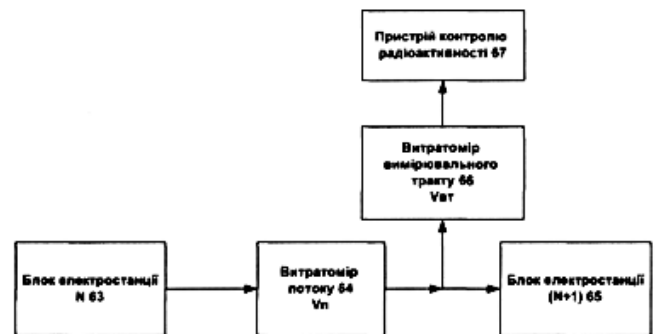 Пристрій контролю
радіоактивності 67
Витратомір
вимірювального
тракту 66
Vвт
Блок електростанції
N 63
Витратомір
потоку 64
Vп
Блок електростанції
(N+1) 65